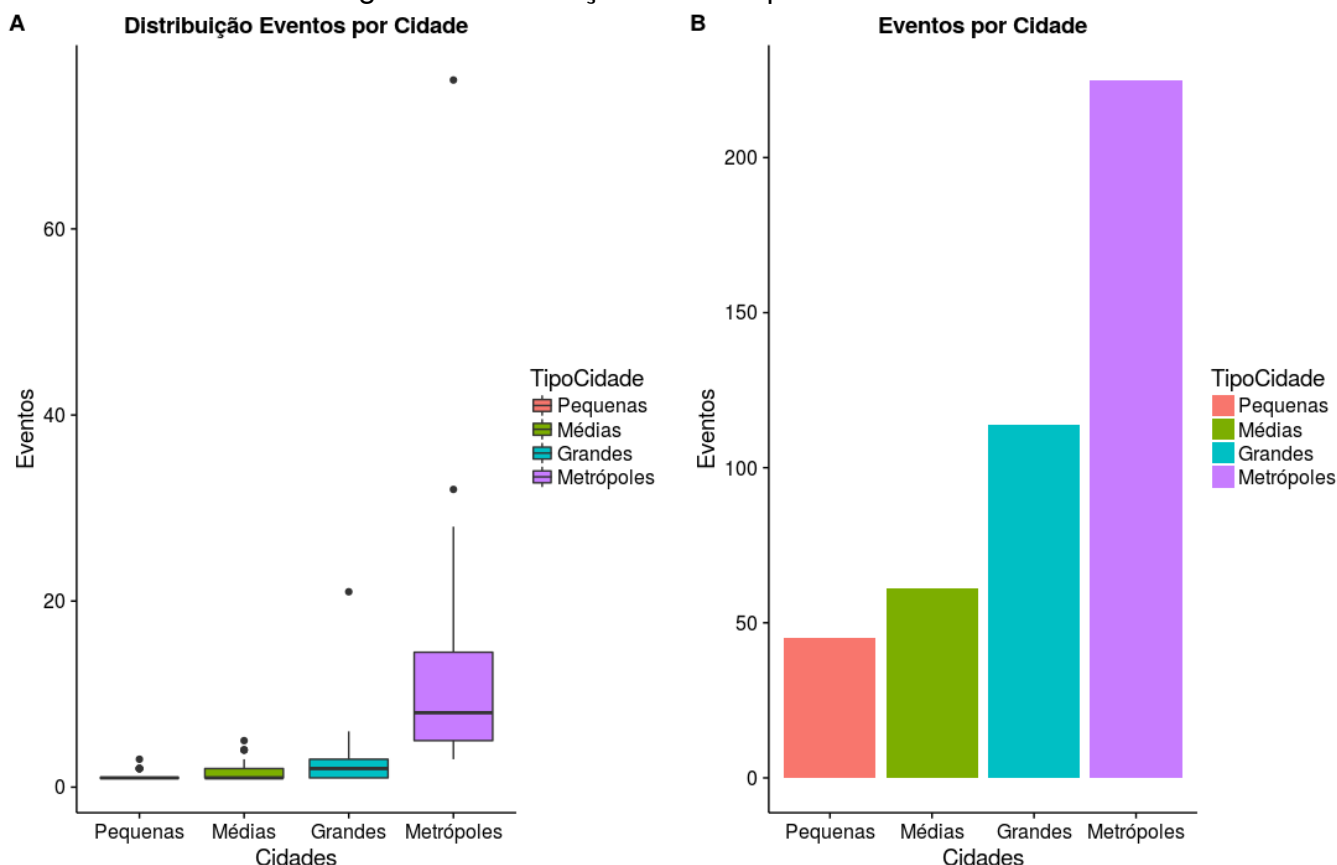 A
Distribuição Eventos por Cidade
60
40
20
0
Eventos
Pequenas
Médias
Grandes
Metrópoles
Cidades
TipoCidade
Pequenas
Médias
Grandes
Metrópoles
B
Eventos por Cidade
200
150
100
50
0
Eventos
Pequenas
Médias
Grandes
Metrópoles
Cidades
TipoCidade
Pequenas
Médias
Grandes
Metrópoles